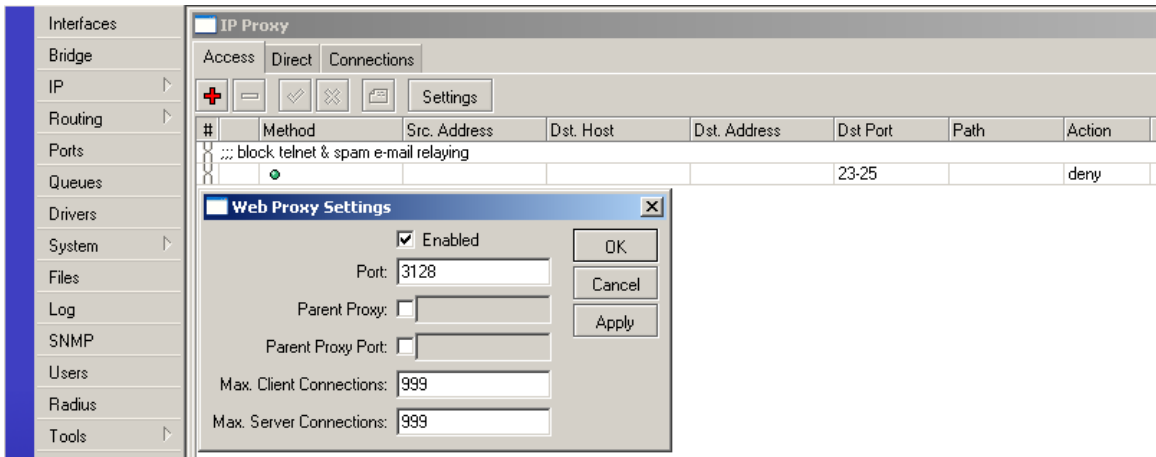 Interfaces
Bridge
IP
Routing
Ports
Queues
Drivers
System
Files
Log
SNMP
Users
Radius
Tools
IP Proxy
Access Direct Connections
Settings
# Method Src. Address Dst. Host Dst. Address Dst Port Path Action
;;; block telnet & spam e-mail relaying
23-25 deny
Web Proxy Settings
Enabled
OK
Port: 3128
Cancel
Parent Proxy:
Apply
Parent Proxy Port:
Max. Client Connections: 999
Max. Server Connections: 999